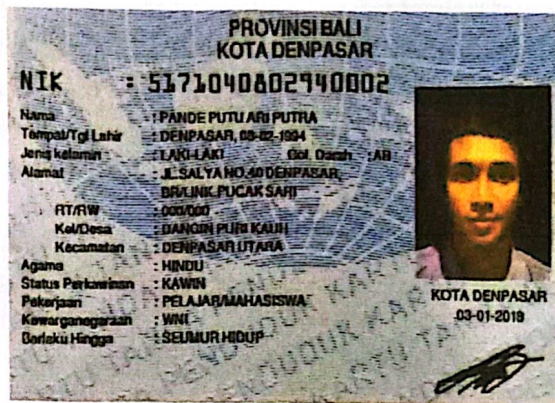 PROVINSI BALI
KOTA DENPASAR
NIK : 5171040802940002
Nama : PANDE PUTU ARI PUTRA
Tempat/Tgl Lahir : DENPASAR, 08-02-1994
Jenis kelamin : LAKI-LAKI Gol. Darah : AB
Alamat : JL.SALYA NO.40 DENPASAR,
BR/LINK.PUCAK SARI
RT/RW : 000/000
Kel/Desa : DANGIN PURI KAUH
Kecamatan : DENPASAR UTARA
Agama : HINDU
Status Perkawinan : KAWIN
Pekerjaan : PELAJAR/MAHASISWA
Kewarganegaraan : WNI
Berlaku Hingga : SEUMUR HIDUP
KOTA DENPASAR
03-01-2019